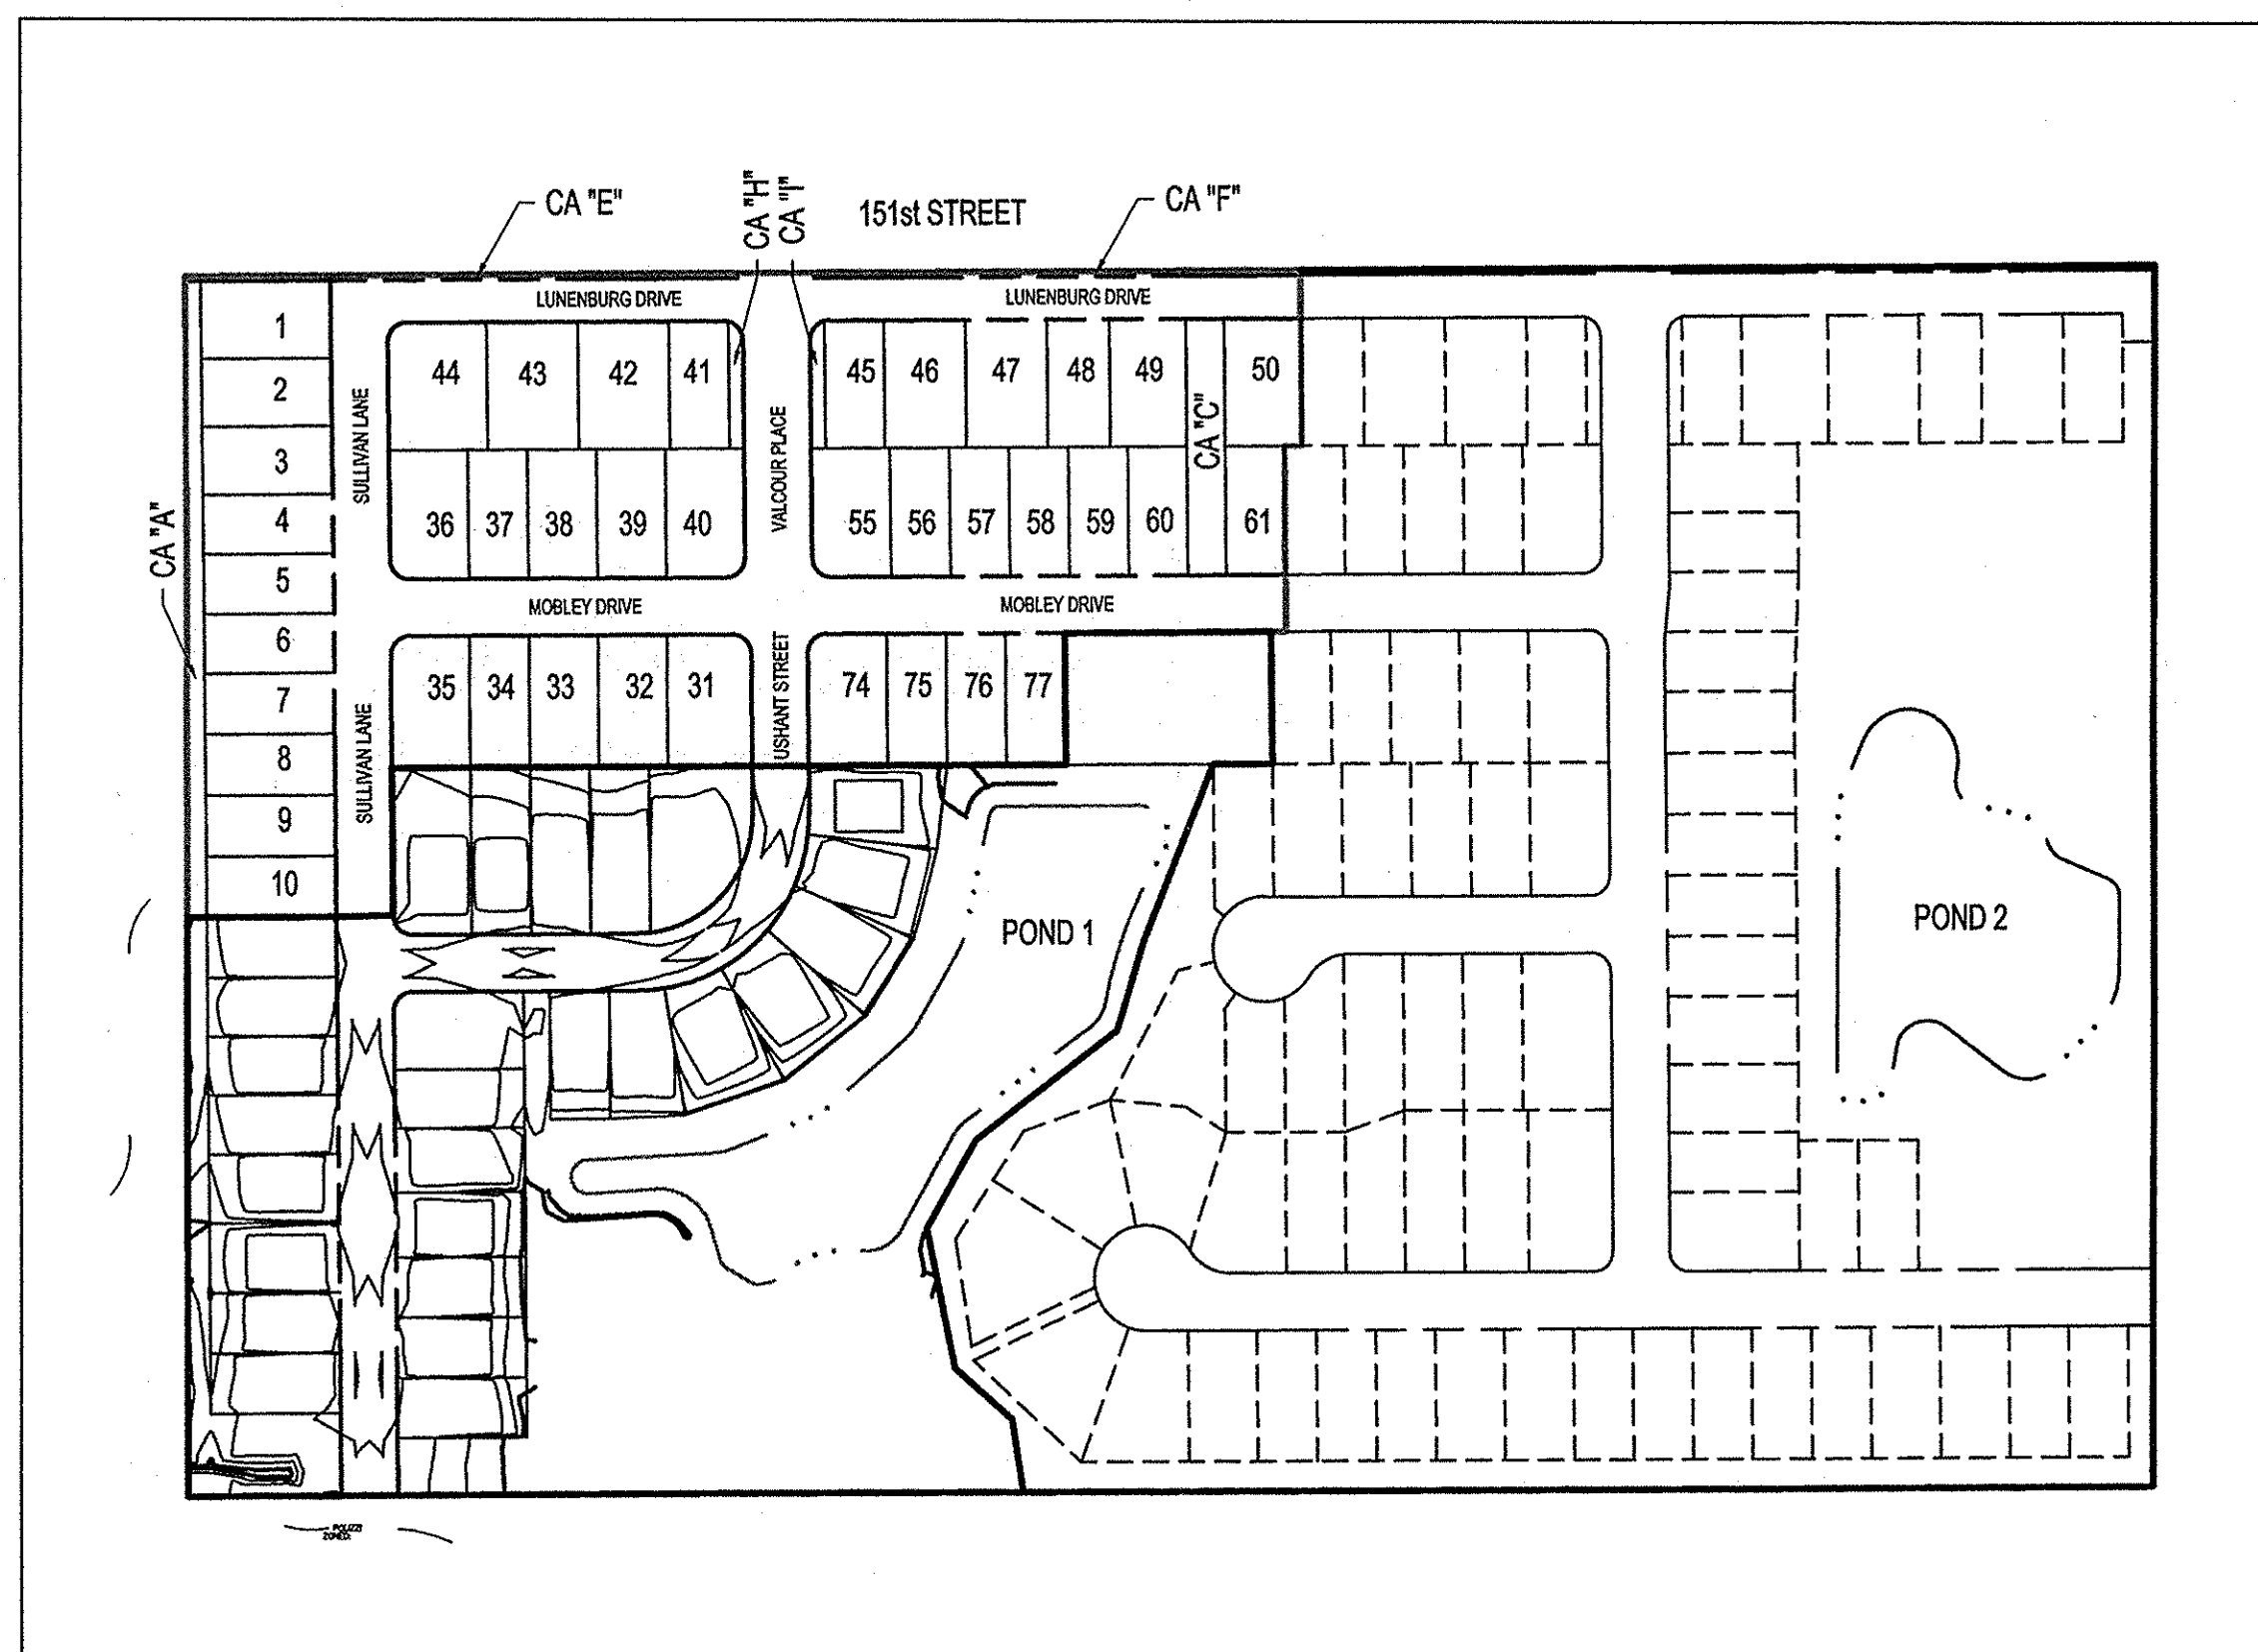 CA "E"
CA "H"
CA "I"
151st STREET
CA "F"
LUNENBURG DRIVE
LUNENBURG DRIVE
1
2
3
4
5
6
7
8
9
10
CA "A"
SULLIVAN LANE
SULLIVAN LANE
44 43 42 41
36 37 38 39 40
VALCOUR PLACE
45 46 47 48 49 50
CA "C"
55 56 57 58 59 60 61
MOBLEY DRIVE
MOBLEY DRIVE
35 34 33 32 31
USHANT STREET
74 75 76 77
POND 1
POND 2
POLIZZI
ZONED: